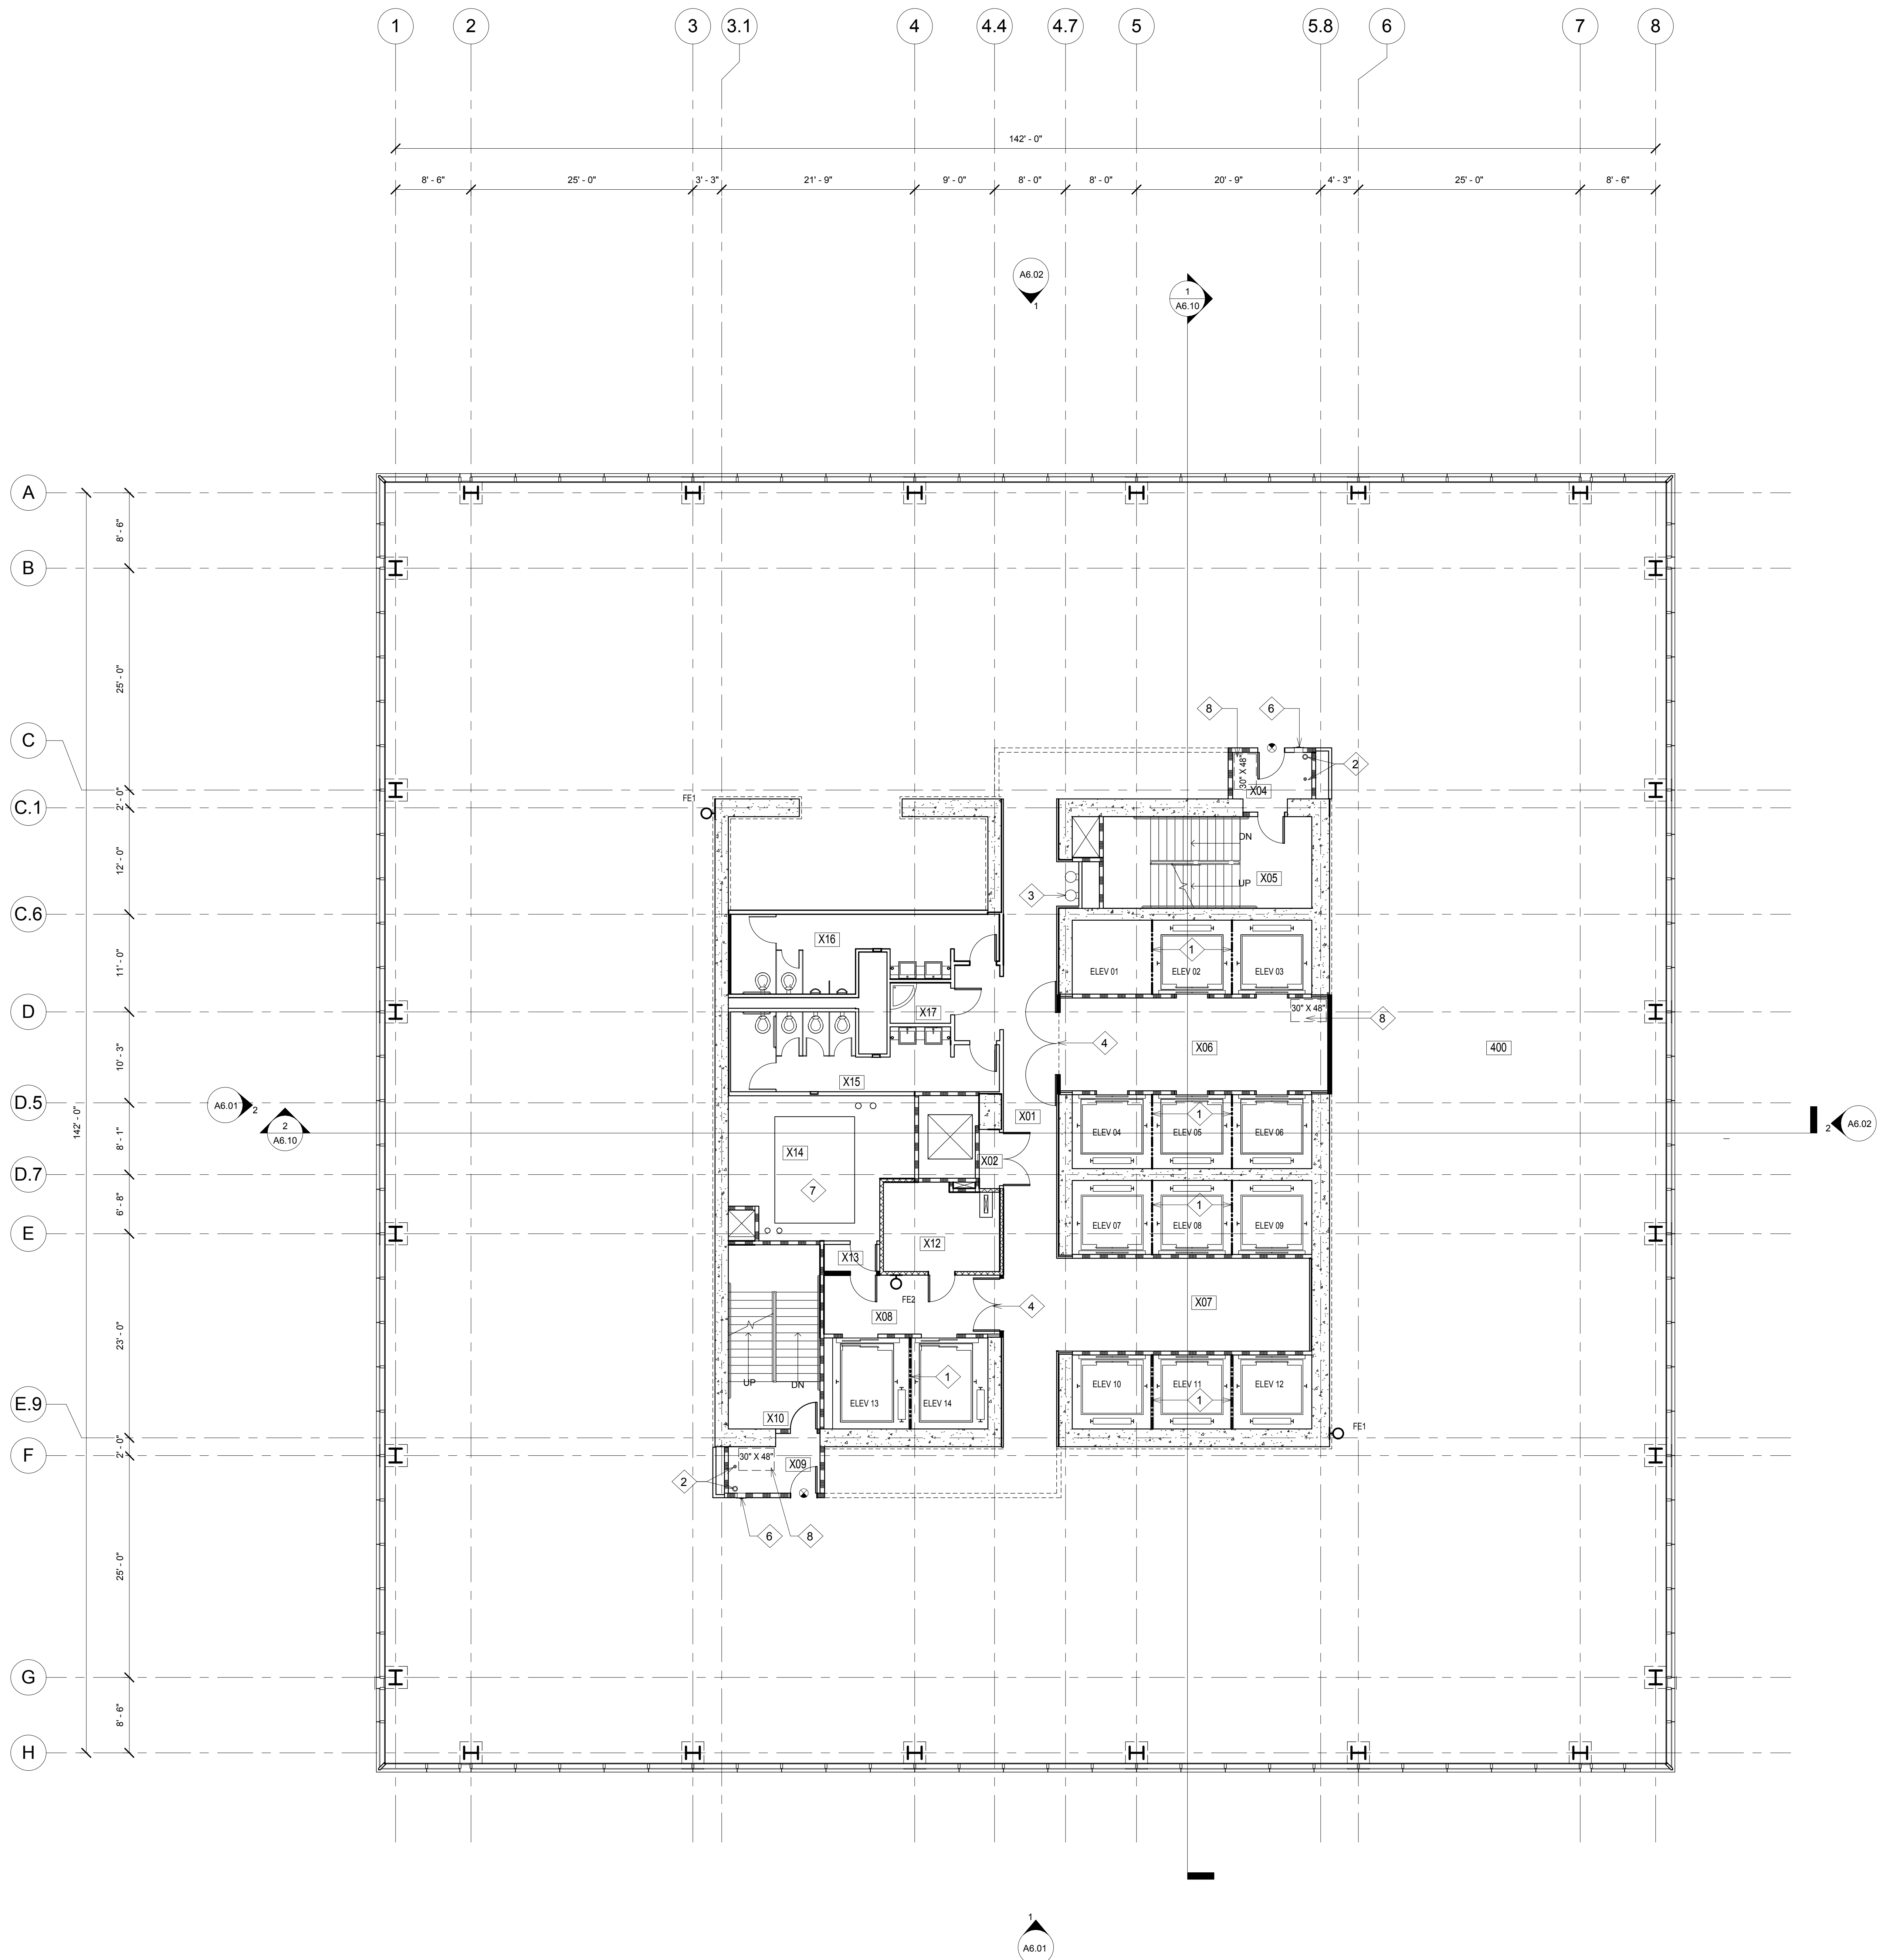 1
2
3
3.1
4
4.4
4.7
5
5.8
6
7
8
142' - 0"
8' - 6"
25' - 0"
3' - 3"
21' - 9"
9' - 0"
8' - 0"
8' - 0"
20' - 9"
4' - 3"
25' - 0"
8' - 6"
A6.02
1
1
A6.10
A
8' - 6"
B
25' - 0"
C
2' - 0"
C.1
12' - 0"
C.6
11' - 0"
D
10' - 3"
D.5
142' - 0"
8' - 1"
D.7
6' - 8"
E
23' - 0"
E.9
2' - 0"
F
25' - 0"
G
8' - 6"
H
8
6
2
30" X 48"
X04
FE1
DN
UP
X05
3
X16
ELEV 01
ELEV 02
ELEV 03
1
X17
30" X 48"
8
4
X06
400
X15
A6.01
2
2
A6.10
X01
1
ELEV 04
ELEV 05
ELEV 06
2
A6.02
X14
X02
7
1
ELEV 07
ELEV 08
ELEV 09
X12
X13
FE2
X08
4
X07
UP
DN
1
ELEV 13
ELEV 14
ELEV 10
ELEV 11
ELEV 12
1
X10
FE1
30" X 48"
X09
2
6
8
1
A6.01